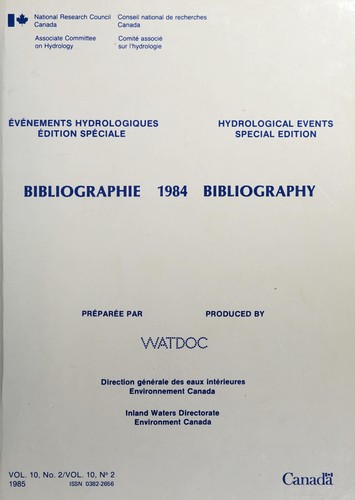 National Research Council Conseil national de recherches
Canada Canada
Associate Committee Comité associé
on Hydrology sur l'hydrologie
ÉVÉNEMENTS HYDROLOGIQUES HYDROLOGICAL EVENTS
ÉDITION SPÉCIALE SPECIAL EDITION
BIBLIOGRAPHIE 1984 BIBLIOGRAPHY
PRÉPARÉE PAR PRODUCED BY
WATDOC
Direction générale des eaux intérieures
Environnement Canada
Inland Waters Directorate
Environment Canada
VOL. 10, No. 2/VOL. 10, Nº 2
1985 ISSN 0382-2656
Canada